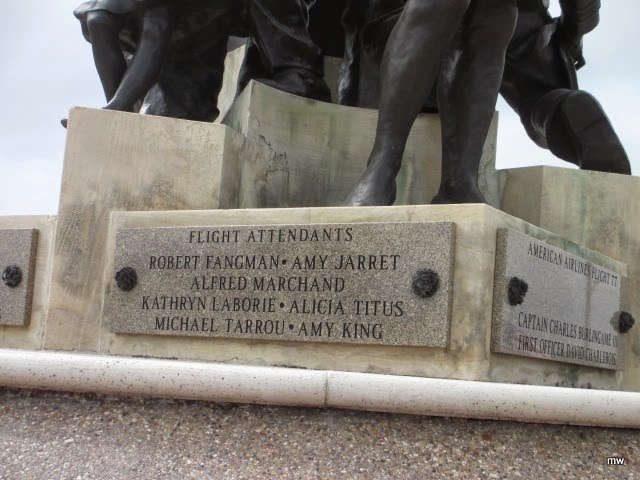 FLIGHT ATTENDANTS
ROBERT FANGMAN • AMY JARRET
ALFRED MARCHAND
KATHRYN LABORIE • ALICIA TITUS
MICHAEL TARROU • AMY KING
AMERICAN AIRLINES FLIGHT 77
CAPTAIN CHARLES BURLINGAME III
FIRST OFFICER DAVID CHARLEBOIS
mw